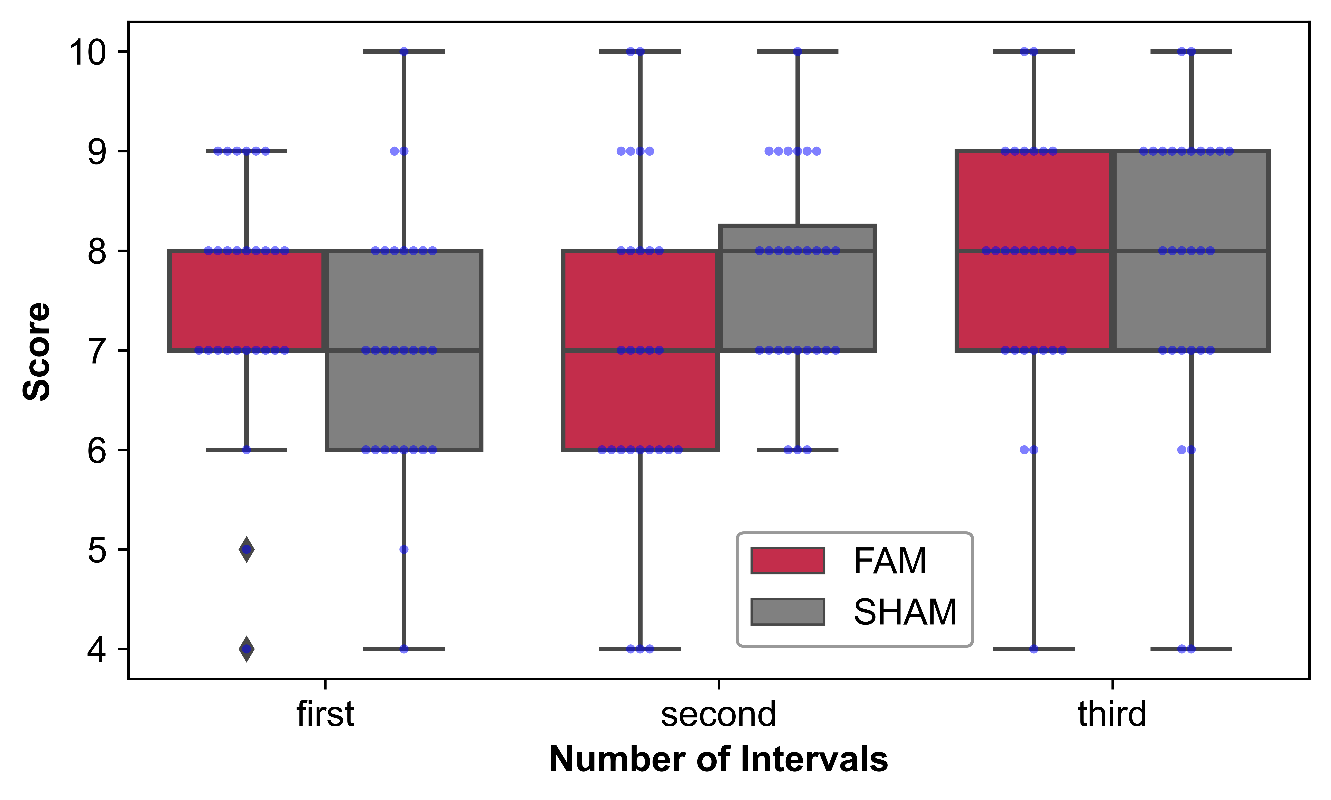 10
9
8
7
6
5
4
Score
FAM
SHAM
first second third
Number of Intervals